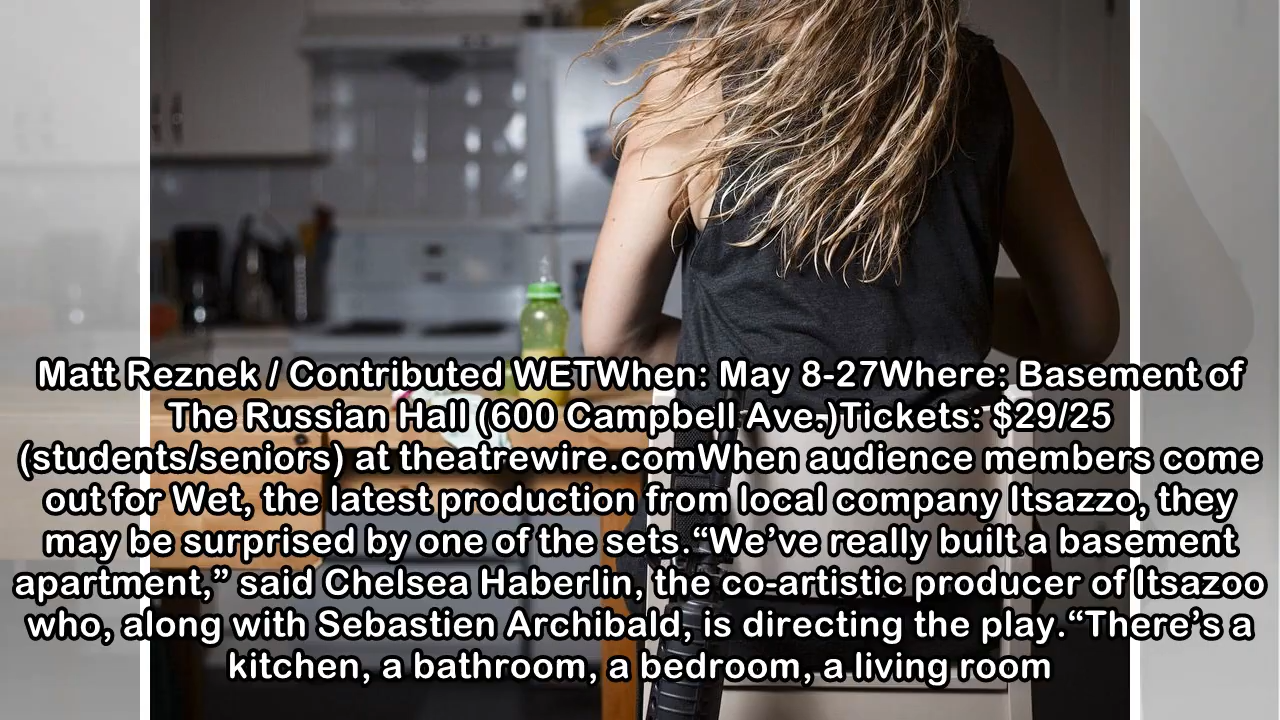 Matt Reznek / Contributed WETWhen: May 8-27Where: Basement of
The Russian Hall (600 Campbell Ave.)Tickets: $29/25
(students/seniors) at theatrewire.comWhen audience members come
out for Wet, the latest production from local company Itsazzo, they
may be surprised by one of the sets.“We’ve really built a basement
apartment,” said Chelsea Haberlin, the co-artistic producer of Itsazoo
who, along with Sebastien Archibald, is directing the play.“There’s a
kitchen, a bathroom, a bedroom, a living room